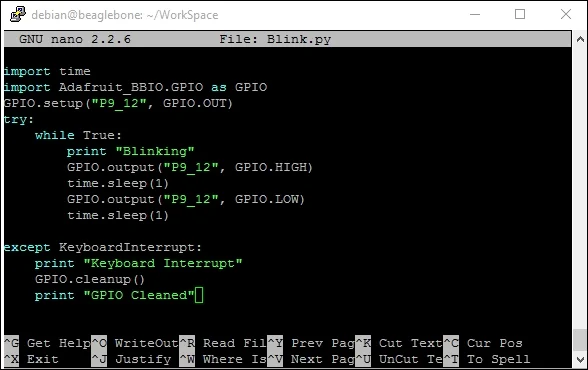 debian@beaglebone: ~/WorkSpace
GNU nano 2.2.6 File: Blink.py
import time
import Adafruit_BBIO.GPIO as GPIO
GPIO.setup("P9_12", GPIO.OUT)
try:
    while True:
        print "Blinking"
        GPIO.output("P9_12", GPIO.HIGH)
        time.sleep(1)
        GPIO.output("P9_12", GPIO.LOW)
        time.sleep(1)
except KeyboardInterrupt:
    print "Keyboard Interrupt"
    GPIO.cleanup()
    print "GPIO Cleaned"
^G Get Help^O WriteOut^R Read Fil^Y Prev Pag^K Cut Text^C Cur Pos
^X Exit ^J Justify ^W Where Is^V Next Pag^U UnCut Te^T To Spell